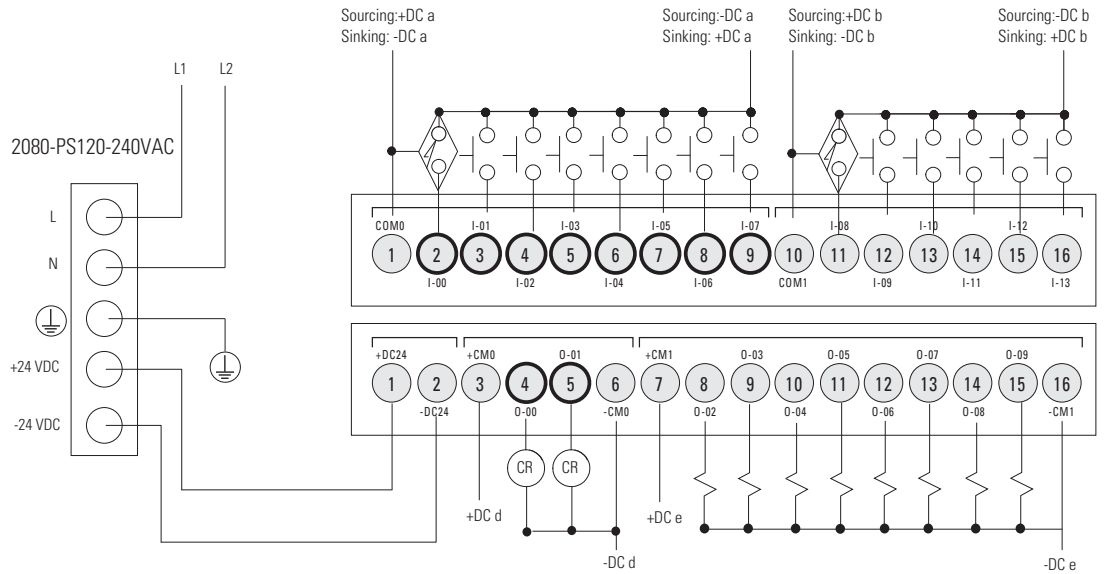 Sourcing:+DC a
Sinking: -DC a
Sourcing:-DC a
Sinking: +DC a
Sourcing:+DC b
Sinking: -DC b
Sourcing:-DC b
Sinking: +DC b
L1 L2
2080-PS120-240VAC
L
N
+24 VDC
-24 VDC
COM0 I-01 I-03 I-05 I-07 I-08 I-10 I-12
1 2 3 4 5 6 7 8 9 10 11 12 13 14 15 16
I-00 I-02 I-04 I-06 COM1 I-09 I-11 I-13
+DC24 +CM0 O-01 +CM1 O-03 O-05 O-07 O-09
1 2 3 4 5 6 7 8 9 10 11 12 13 14 15 16
-DC24 O-00 -CM0 O-02 O-04 O-06 O-08 -CM1
CR CR
+DC d
+DC e
-DC d
-DC e